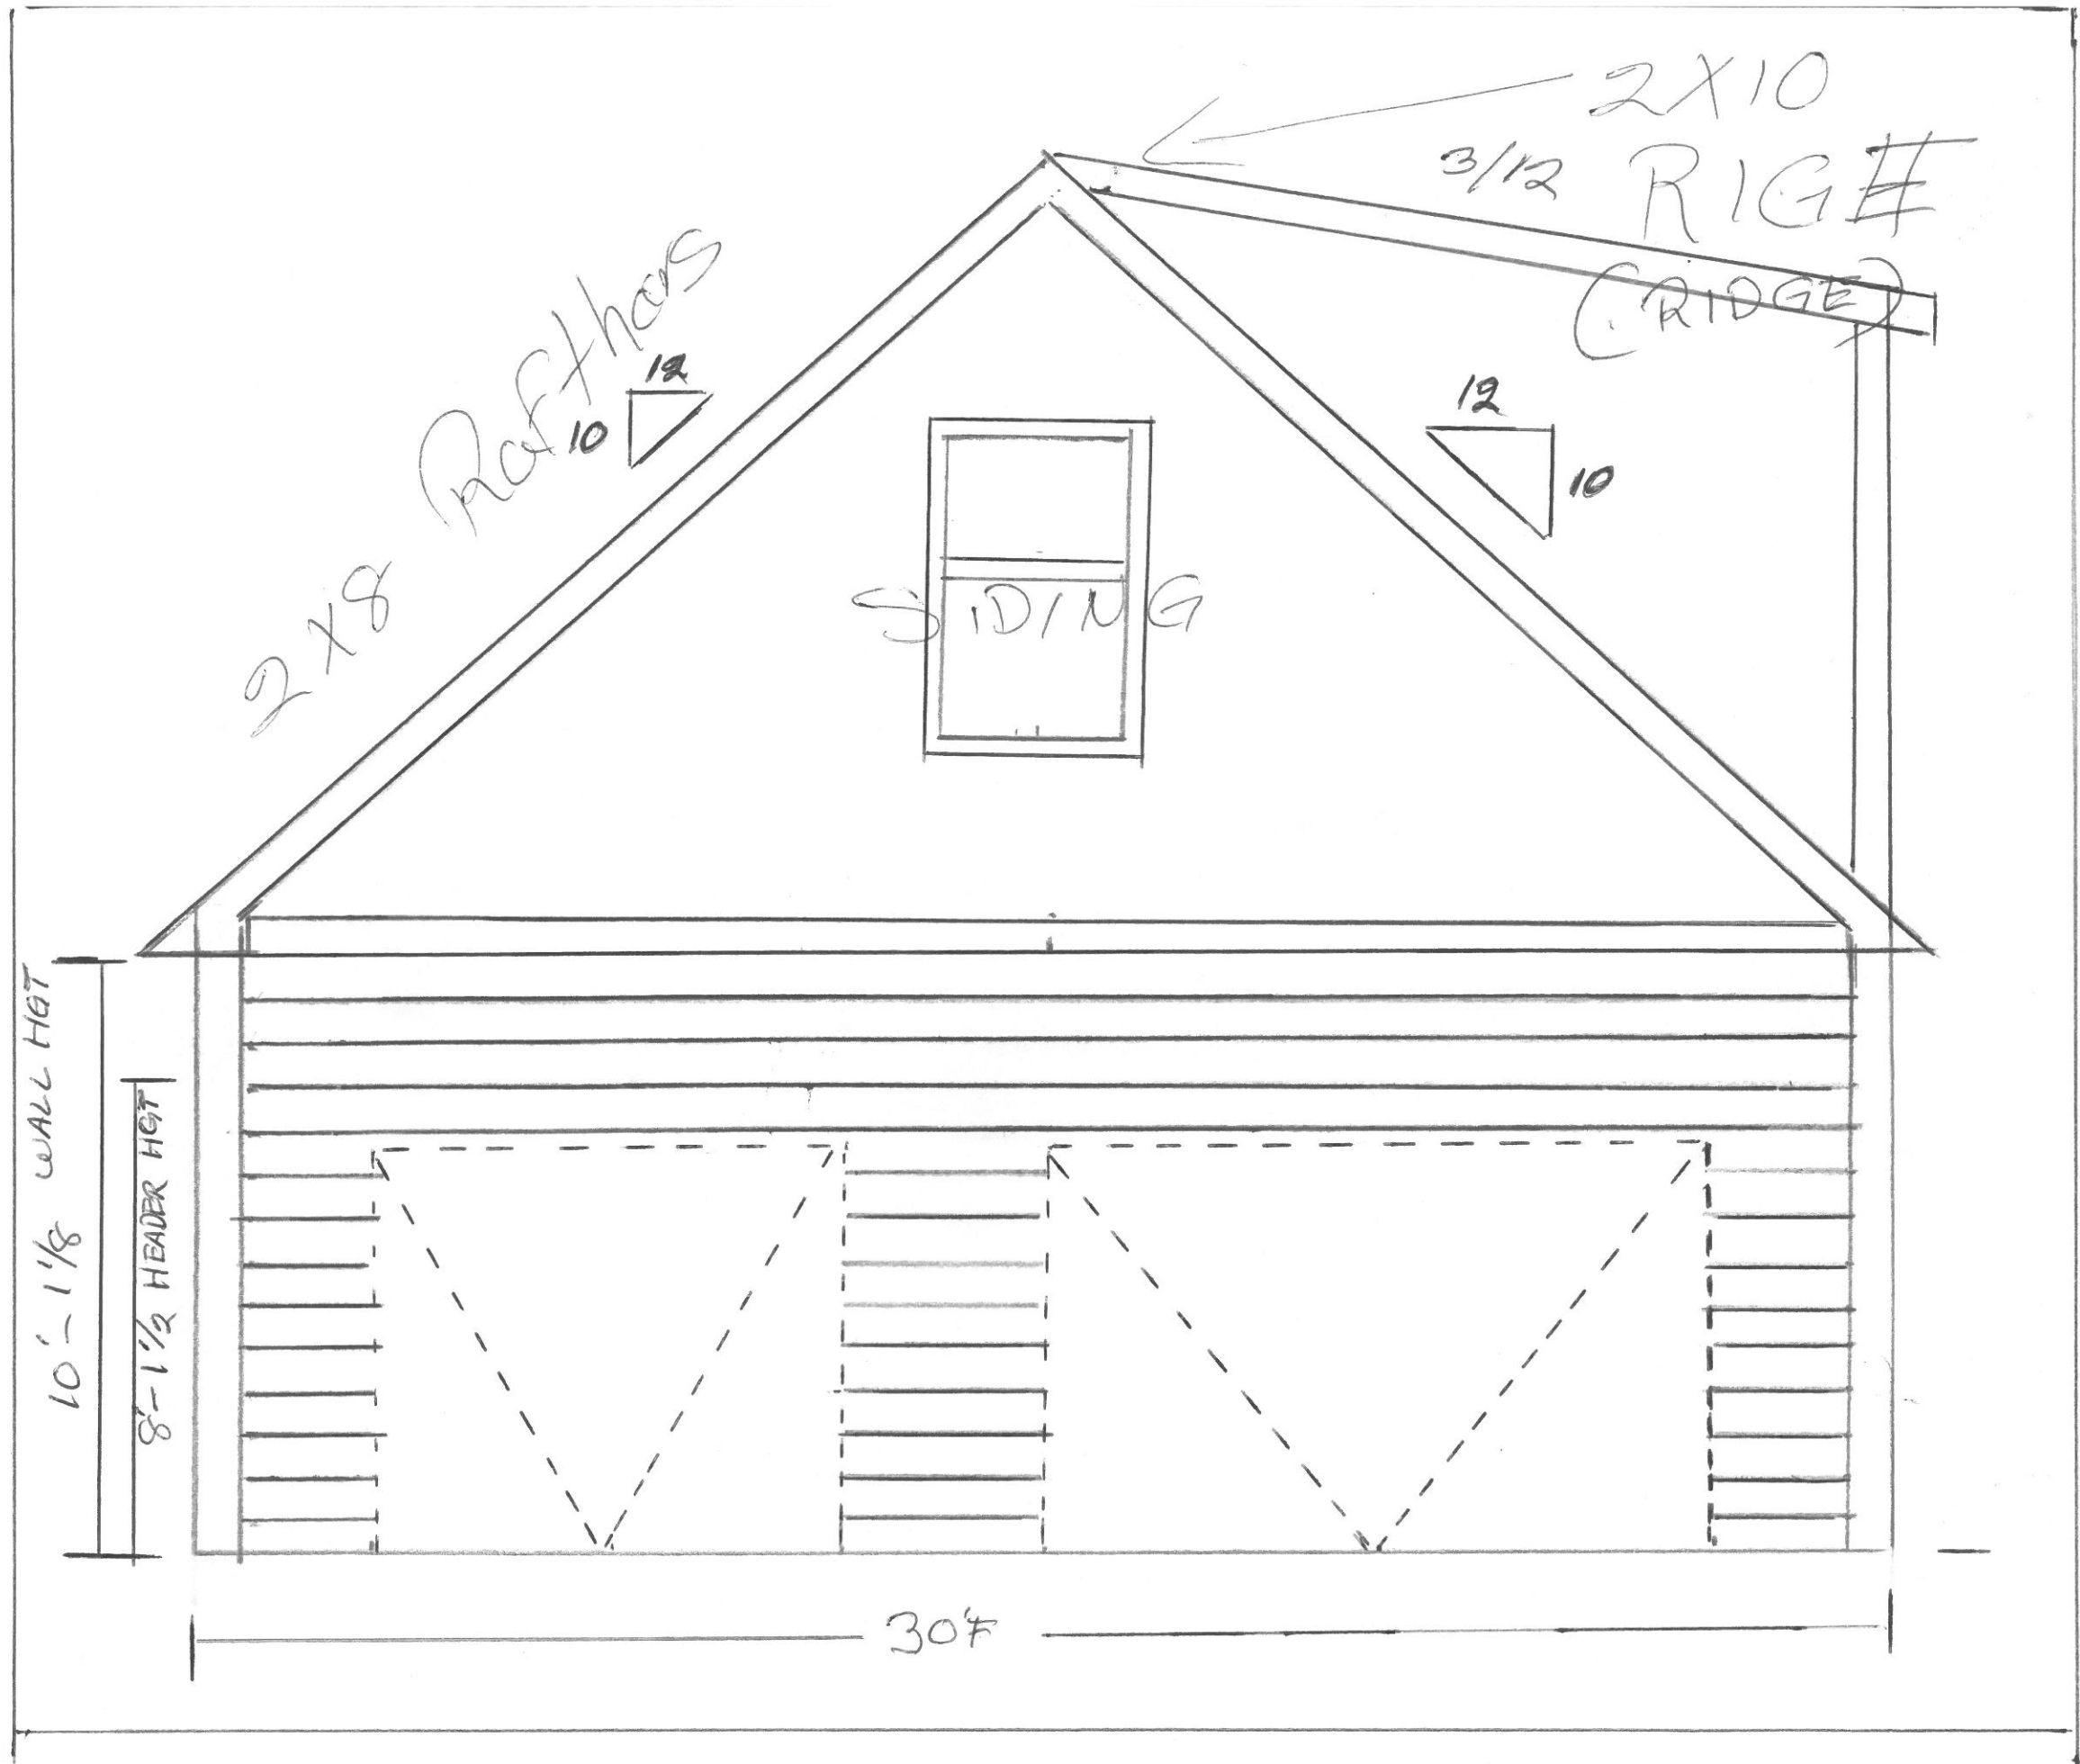 2X10
3/12
RIGE
(RIDGE)
2X8 Rafthors
12
10
12
10
SIDING
10'-1 1/8 WALL HGT
8'-1 1/2 HEADER HGT
30'F